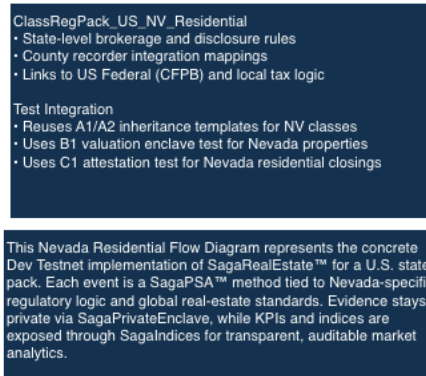 ClassRegPack_US_NV_Residential
• State-level brokerage and disclosure rules
• County recorder integration mappings
• Links to US Federal (CFPB) and local tax logic
Test Integration
• Reuses A1/A2 inheritance templates for NV classes
• Uses B1 valuation enclave test for Nevada properties
• Uses C1 attestation test for Nevada residential closings
This Nevada Residential Flow Diagram represents the concrete
Dev Testnet implementation of SagaRealEstate™ for a U.S. state
pack. Each event is a SagaPSA™ method tied to Nevada-specifi
regulatory logic and global real-estate standards. Evidence stays
private via SagaPrivateEnclave, while KPIs and indices are
exposed through SagaIndices for transparent, auditable market
analytics.